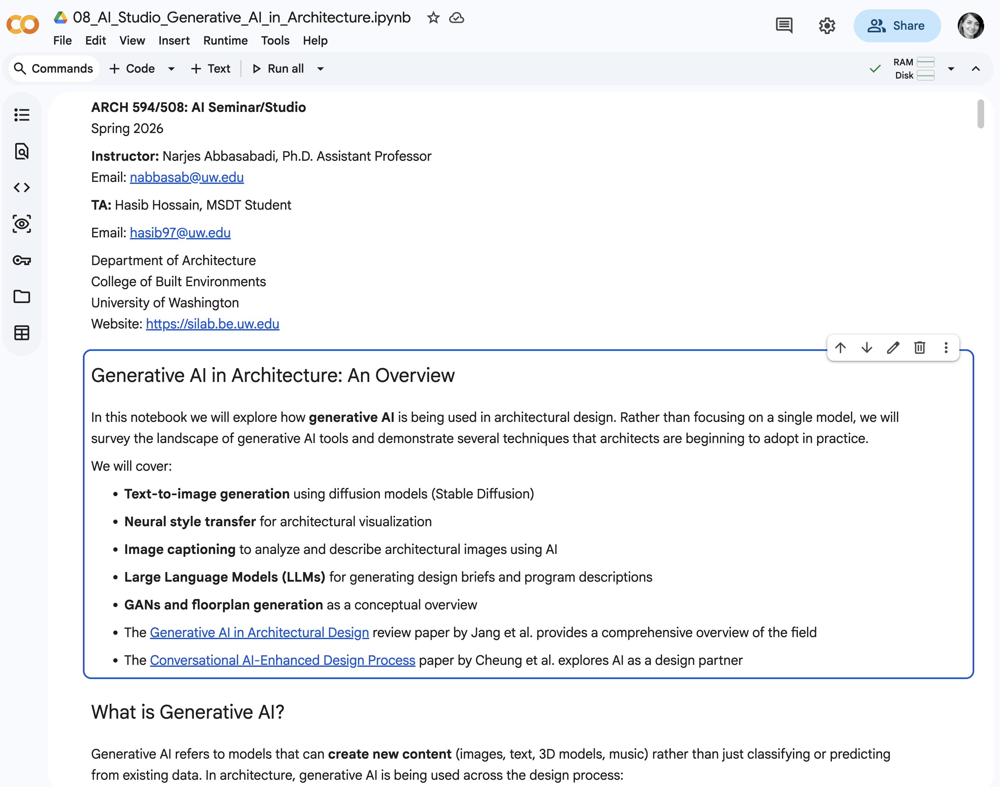 08_AI_Studio_Generative_AI_in_Architecture.ipynb
File Edit View Insert Runtime Tools Help
Share
Commands + Code + Text Run all
RAM
Disk
ARCH 594/508: AI Seminar/Studio
Spring 2026
Instructor: Narjes Abbasabadi, Ph.D. Assistant Professor
Email: nabbasab@uw.edu
TA: Hasib Hossain, MSDT Student
Email: hasib97@uw.edu
Department of Architecture
College of Built Environments
University of Washington
Website: https://silab.be.uw.edu
Generative AI in Architecture: An Overview
In this notebook we will explore how generative AI is being used in architectural design. Rather than focusing on a single model, we will
survey the landscape of generative AI tools and demonstrate several techniques that architects are beginning to adopt in practice.
We will cover:
• Text-to-image generation using diffusion models (Stable Diffusion)
• Neural style transfer for architectural visualization
• Image captioning to analyze and describe architectural images using AI
• Large Language Models (LLMs) for generating design briefs and program descriptions
• GANs and floorplan generation as a conceptual overview
• The Generative AI in Architectural Design review paper by Jang et al. provides a comprehensive overview of the field
• The Conversational AI-Enhanced Design Process paper by Cheung et al. explores AI as a design partner
What is Generative AI?
Generative AI refers to models that can create new content (images, text, 3D models, music) rather than just classifying or predicting
from existing data. In architecture, generative AI is being used across the design process: